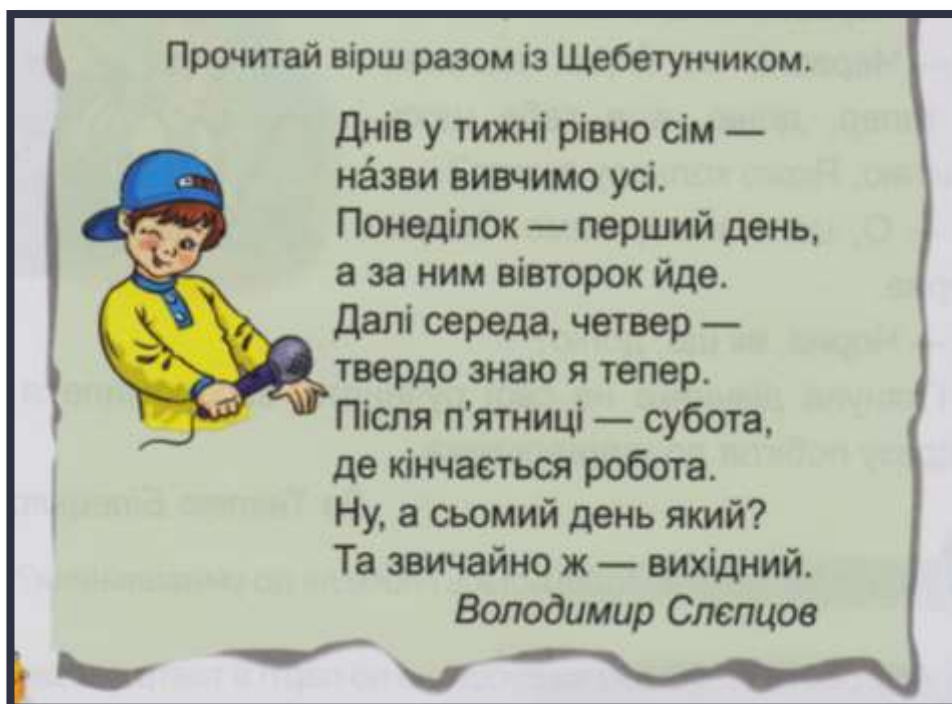 Прочитай вірш разом із Щебетунчиком.
Днів у тижні рівно сім —
на́зви вивчимо усі.
Понеділок — перший день,
а за ним вівторок йде.
Далі середа, четвер —
твердо знаю я тепер.
Після п'ятниці — субота,
де кінчається робота.
Ну, а сьомий день який?
Та звичайно ж — вихідний.
Володимир Слєпцов